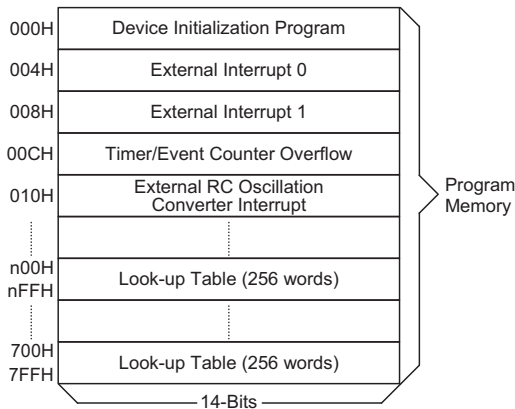 000H Device Initialization Program
004H External Interrupt 0
008H External Interrupt 1
00CH Timer/Event Counter Overflow
010H External RC Oscillation
Converter Interrupt
Program
Memory
n00H
nFFH
Look-up Table (256 words)
700H
7FFH
Look-up Table (256 words)
14-Bits